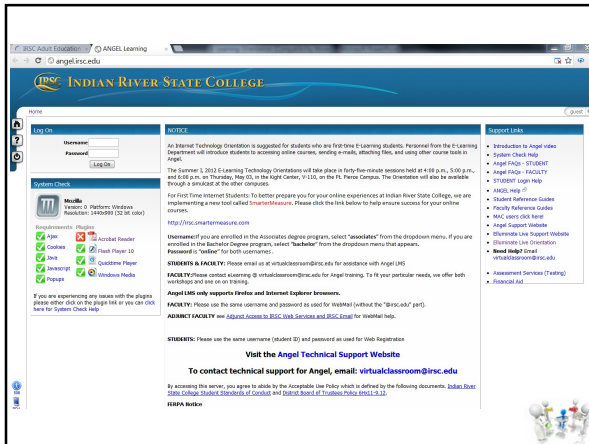 IRSC Adult Education
ANGEL Learning
angel.irsc.edu
IRSC INDIAN RIVER STATE COLLEGE
Home
guest
Log On
Username
Password
Log On
System Check
Mozilla
Version: 0 Platform: Windows
Resolution: 1440x900 (32 bit color)
Requirements Plugins
Ajax
Cookies
Java
Javascript
Popups
Acrobat Reader
Flash Player 10
Quicktime Player
Windows Media
If you are experiencing any issues with the plugins
please either click on the plugin link or you can click
here for System Check Help
NOTICE
An Internet Technology Orientation is suggested for students who are first-time E-Learning students. Personnel from the E-Learning
Department will introduce students to accessing online courses, sending e-mails, attaching files, and using other course tools in
Angel.
The Summer I, 2012 E-Learning Technology Orientations will take place in forty-five-minute sessions held at 4:00 p.m., 5:00 p.m.,
and 6:00 p.m. on Thursday, May 03, in the Kight Center, V-110, on the Ft. Pierce Campus. The Orientation will also be available
through a simulcast at the other campuses.
For First Time Internet Students: To better prepare you for your online experiences at Indian River State College, we are
implementing a new tool called SmarterMeasure. Please click the link below to help ensure success for your online
courses.
http://irsc.smartermeasure.com
Username:If you are enrolled in the Associates degree program, select "associates" from the dropdown menu. If you are
enrolled in the Bachelor Degree program, select "bachelor" from the dropdown menu that appears.
Password is "online" for both usernames..
STUDENTS & FACULTY: Please email us at virtualclassroom@irsc.edu for assistance with Angel LMS
FACULTY:Please contact eLearning @ virtualclassroom@irsc.edu for Angel training. To fit your particular needs, we offer both
workshops and one on on training.
Angel LMS only supports Firefox and Internet Explorer browsers.
FACULTY: Please use the same username and password as used for WebMail (without the "@irsc.edu" part).
ADJUNCT FACULTY see Adjunct Access to IRSC Web Services and IRSC Email for WebMail help.
STUDENTS: Please use the same username (student ID) and password as used for Web Registration
Visit the Angel Technical Support Website
To contact technical support for Angel, email: virtualclassroom@irsc.edu
By accessing this server, you agree to abide by the Acceptable Use Policy which is defined by the following documents. Indian River
State College Student Standards of Conduct and District Board of Trustees Policy 6Hx11-9.12.
FERPA Notice
Support Links
Introduction to Angel video
System Check Help
Angel FAQs - STUDENT
Angel FAQs - FACULTY
STUDENT Login Help
ANGEL Help
Student Reference Guides
Faculty Reference Guides
MAC users click here!
Angel Support Website
Elluminate Live Support Website
Elluminate Live Orientation
Need Help? Email
virtualclassroom@irsc.edu
Assessment Services (Testing)
Financial Aid